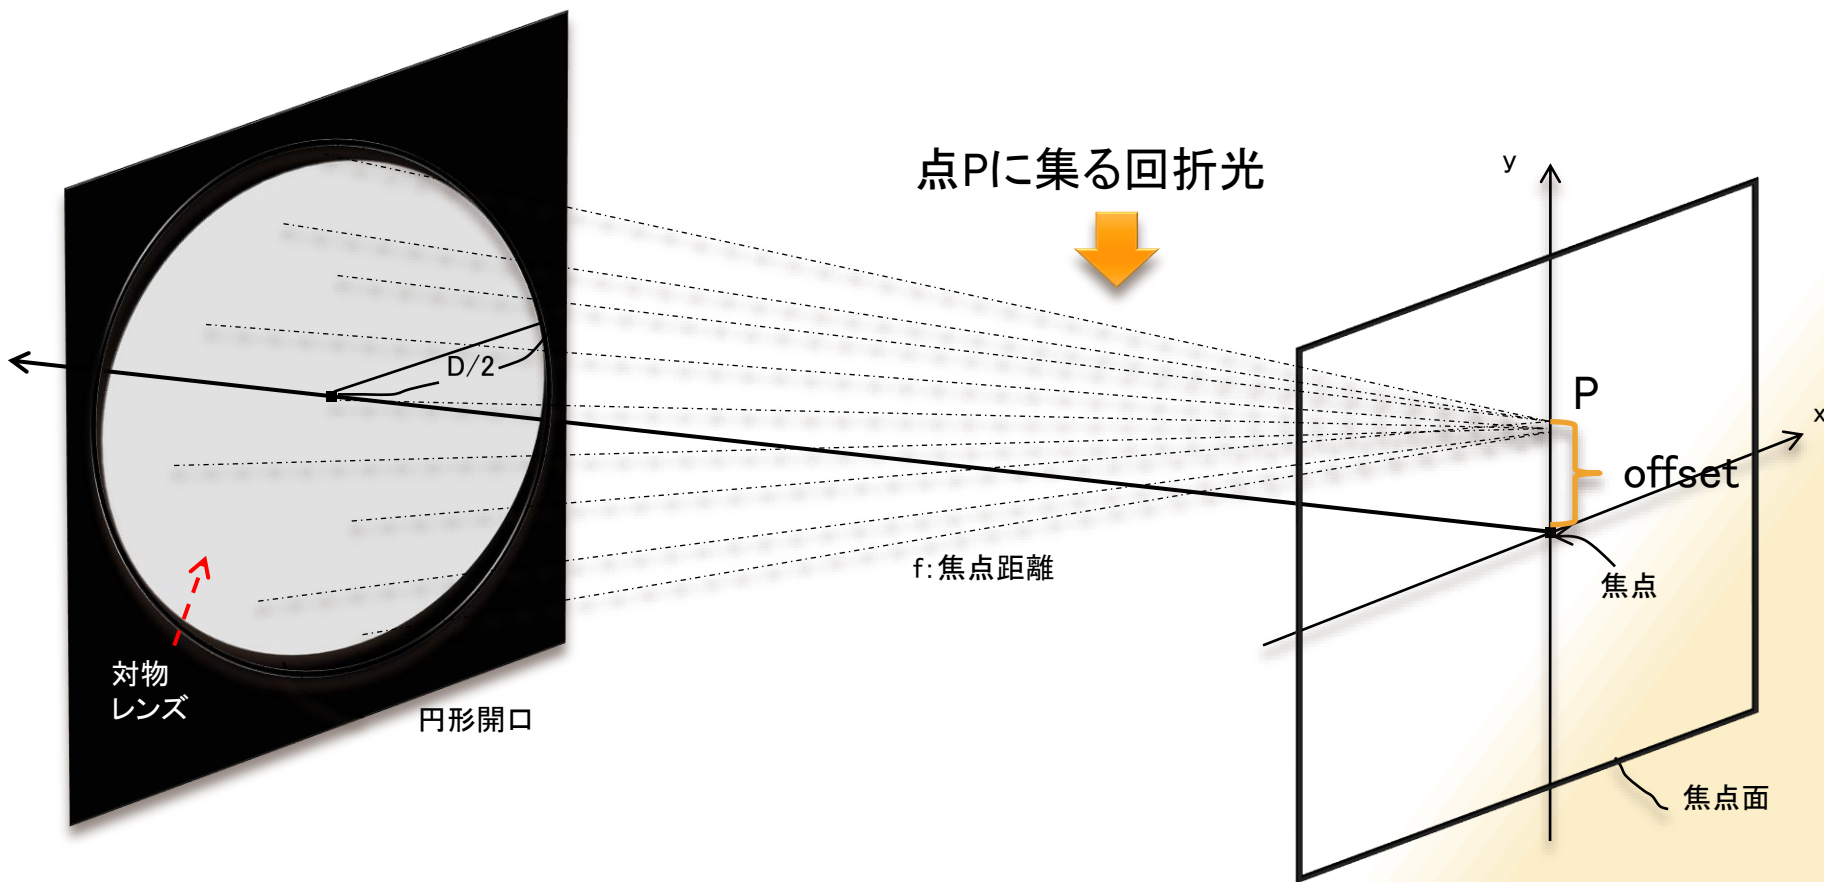 点Pに集る回折光
y
D/2
P
x
offset
f:焦点距離
焦点
対物
レンズ
円形開口
焦点面